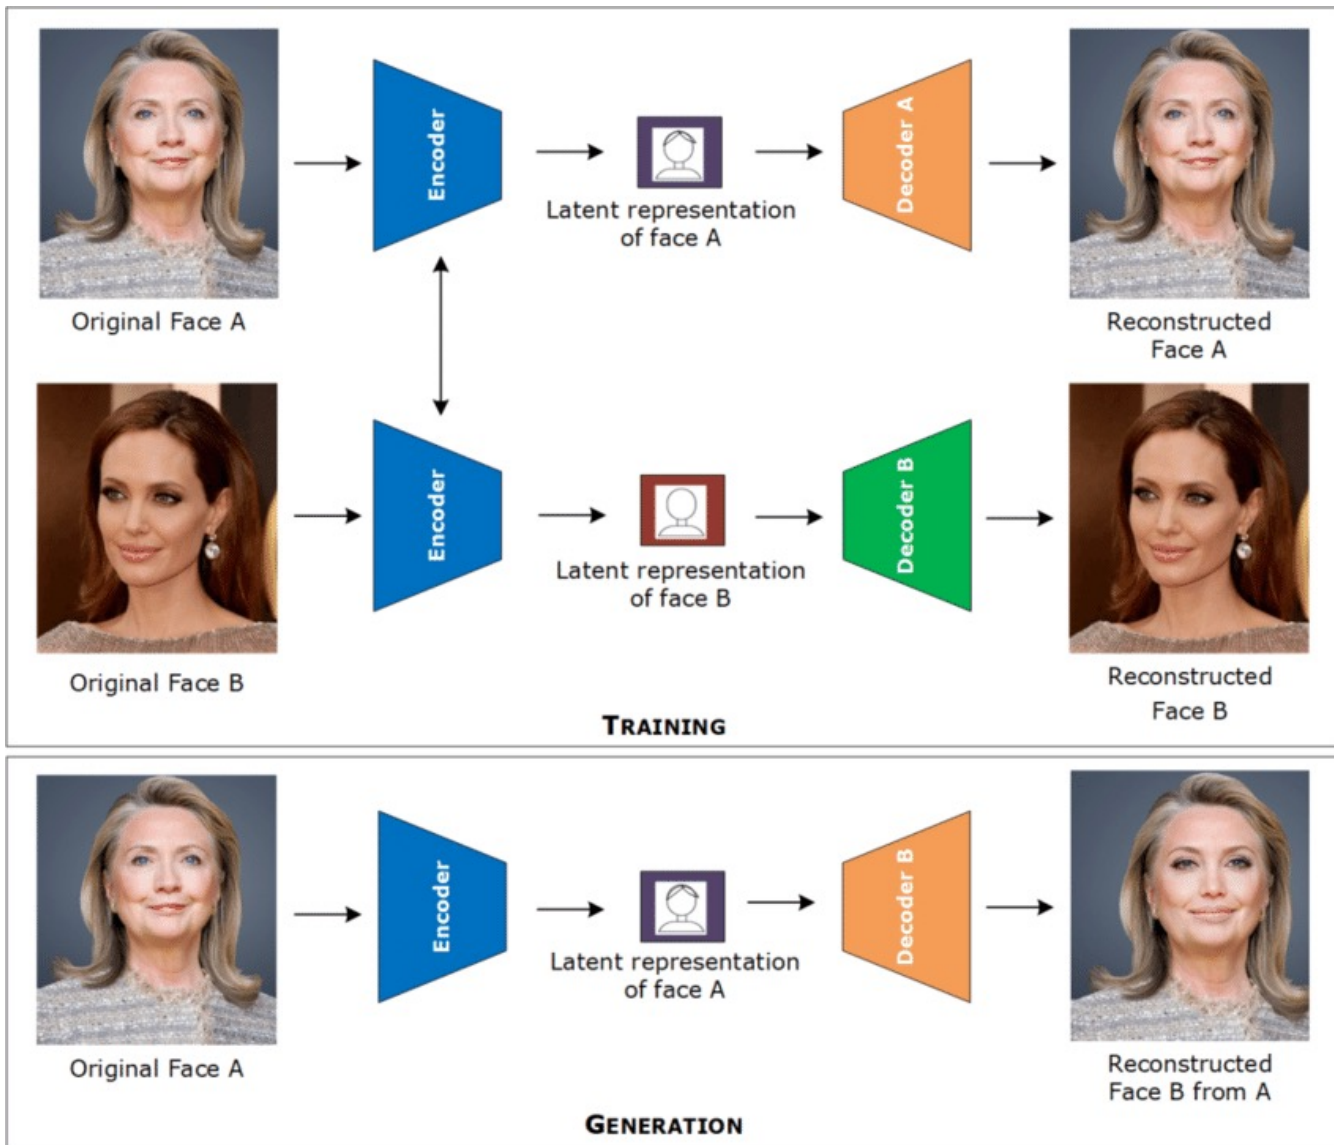 Encoder
Decoder A
Latent representation
of face A
Original Face A
Reconstructed
Face A
Encoder
Decoder B
Latent representation
of face B
Original Face B
Reconstructed
Face B
TRAINING
Encoder
Decoder B
Latent representation
of face A
Original Face A
Reconstructed
Face B from A
GENERATION